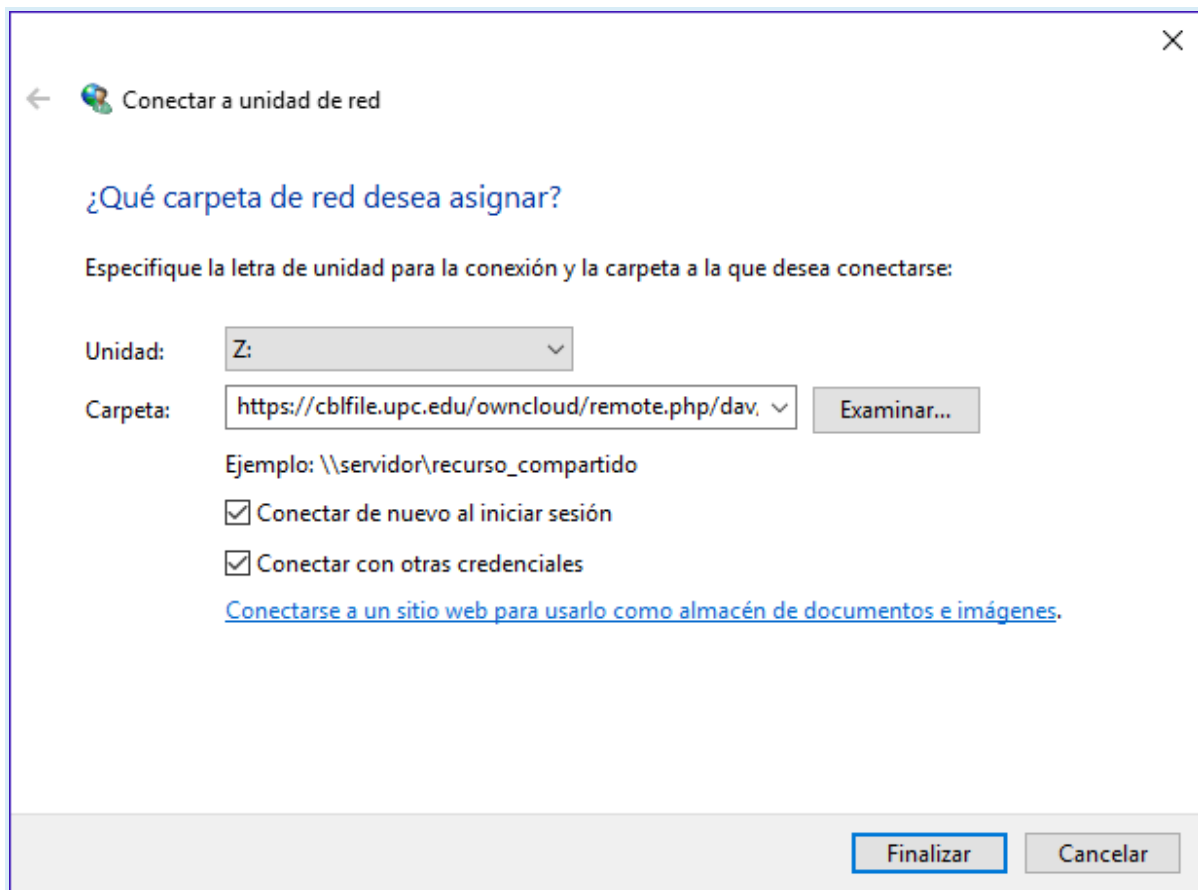 Conectar a unidad de red
¿Qué carpeta de red desea asignar?
Especifique la letra de unidad para la conexión y la carpeta a la que desea conectarse:
Unidad: Z:
Carpeta: https://cblfile.upc.edu/owncloud/remote.php/dav, Examinar...
Ejemplo: \\servidor\recurso_compartido
Conectar de nuevo al iniciar sesión
Conectar con otras credenciales
Conectarse a un sitio web para usarlo como almacén de documentos e imágenes.
Finalizar Cancelar